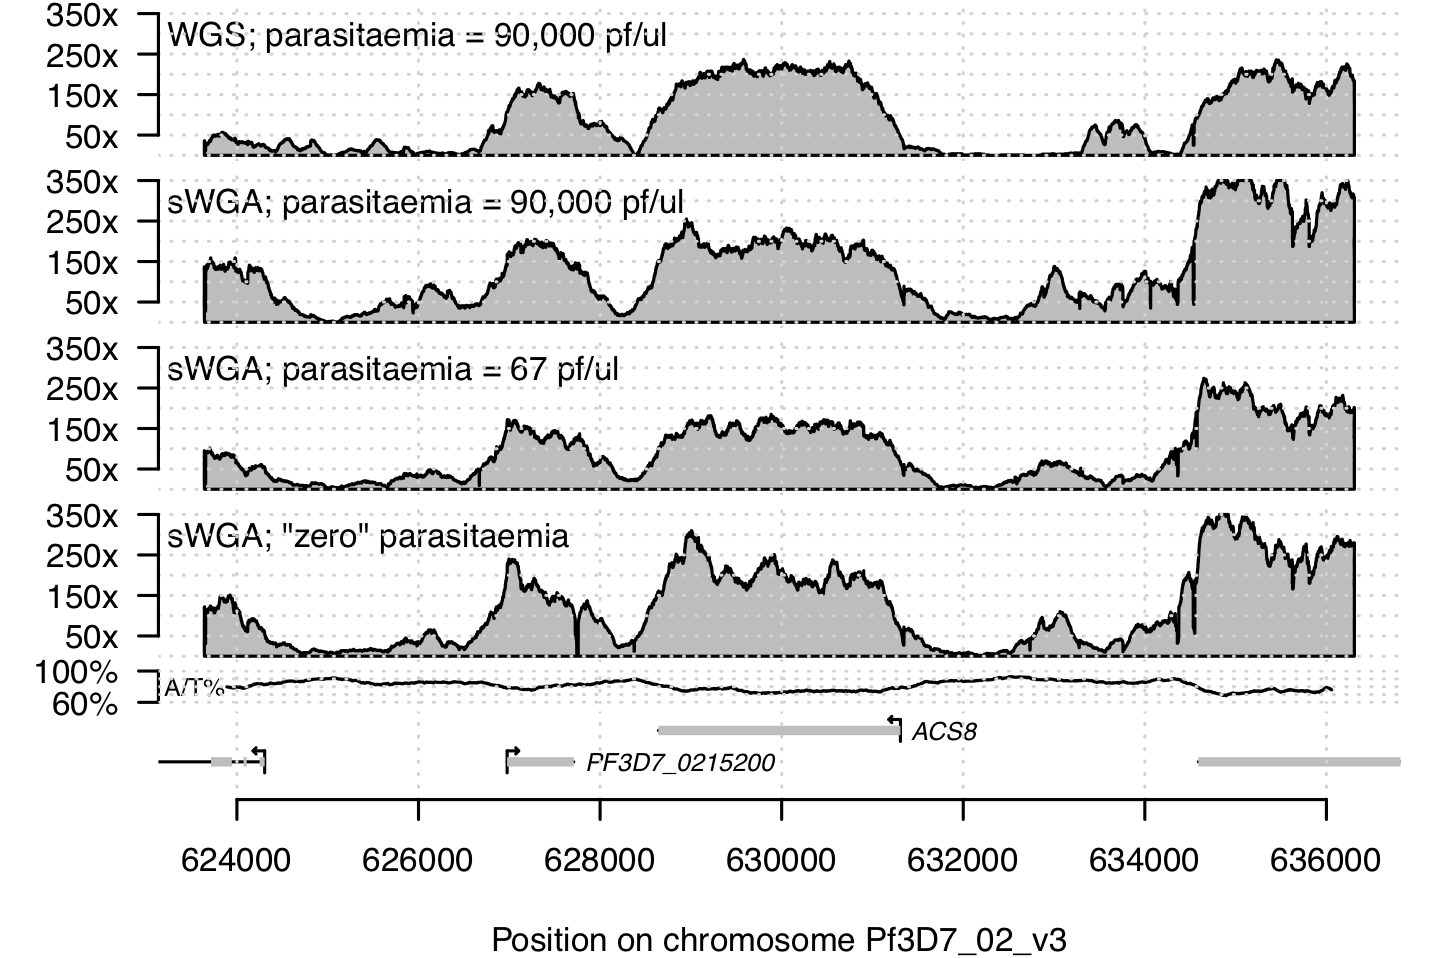 350x
WGS; parasitaemia = 90,000 pf/ul
250x
150x
50x
350x
sWGA; parasitaemia = 90,000 pf/ul
250x
150x
50x
350x
sWGA; parasitaemia = 67 pf/ul
250x
150x
50x
350x
sWGA; "zero" parasitaemia
250x
150x
50x
100%
A/T%
60%
ACS8
PF3D7_0215200
624000 626000 628000 630000 632000 634000 636000
Position on chromosome Pf3D7_02_v3